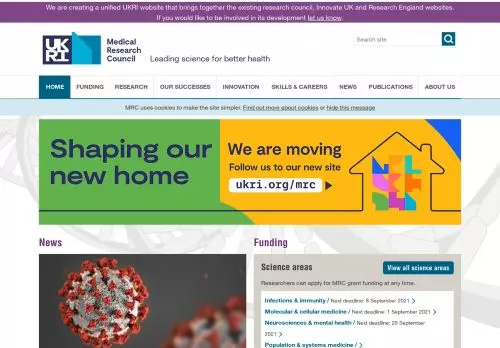 We are creating a unified UKRI website that brings together the existing research council, Innovate UK and Research England websites.
If you would like to be involved in its development let us know.
UK
RI
Medical
Research
Council
Leading science for better health
Search site
HOME FUNDING RESEARCH OUR SUCCESSES INNOVATION SKILLS & CAREERS NEWS PUBLICATIONS ABOUT US
MRC uses cookies to make the site simpler. Find out more about cookies or hide this message
Shaping our
new home
We are moving
Follow us to our new site
ukri.org/mrc
News
Funding
Science areas
View all science areas
Researchers can apply for MRC grant funding at any time.
Infections & immunity / Next deadline: 8 September 2021
Molecular & cellular medicine / Next deadline: 1 September 2021
Neurosciences & mental health / Next deadline: 29 September
2021
Population & systems medicine /